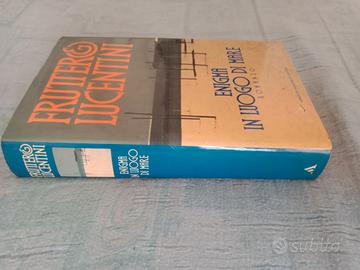 FRUTTERO &
LUCENTINI
ENIGMA
IN LUOGO DI MARE
ROMANZO
FRUTTERO &
LUCENTINI
ENIGMA
IN LUOGO
DI MARE
subito